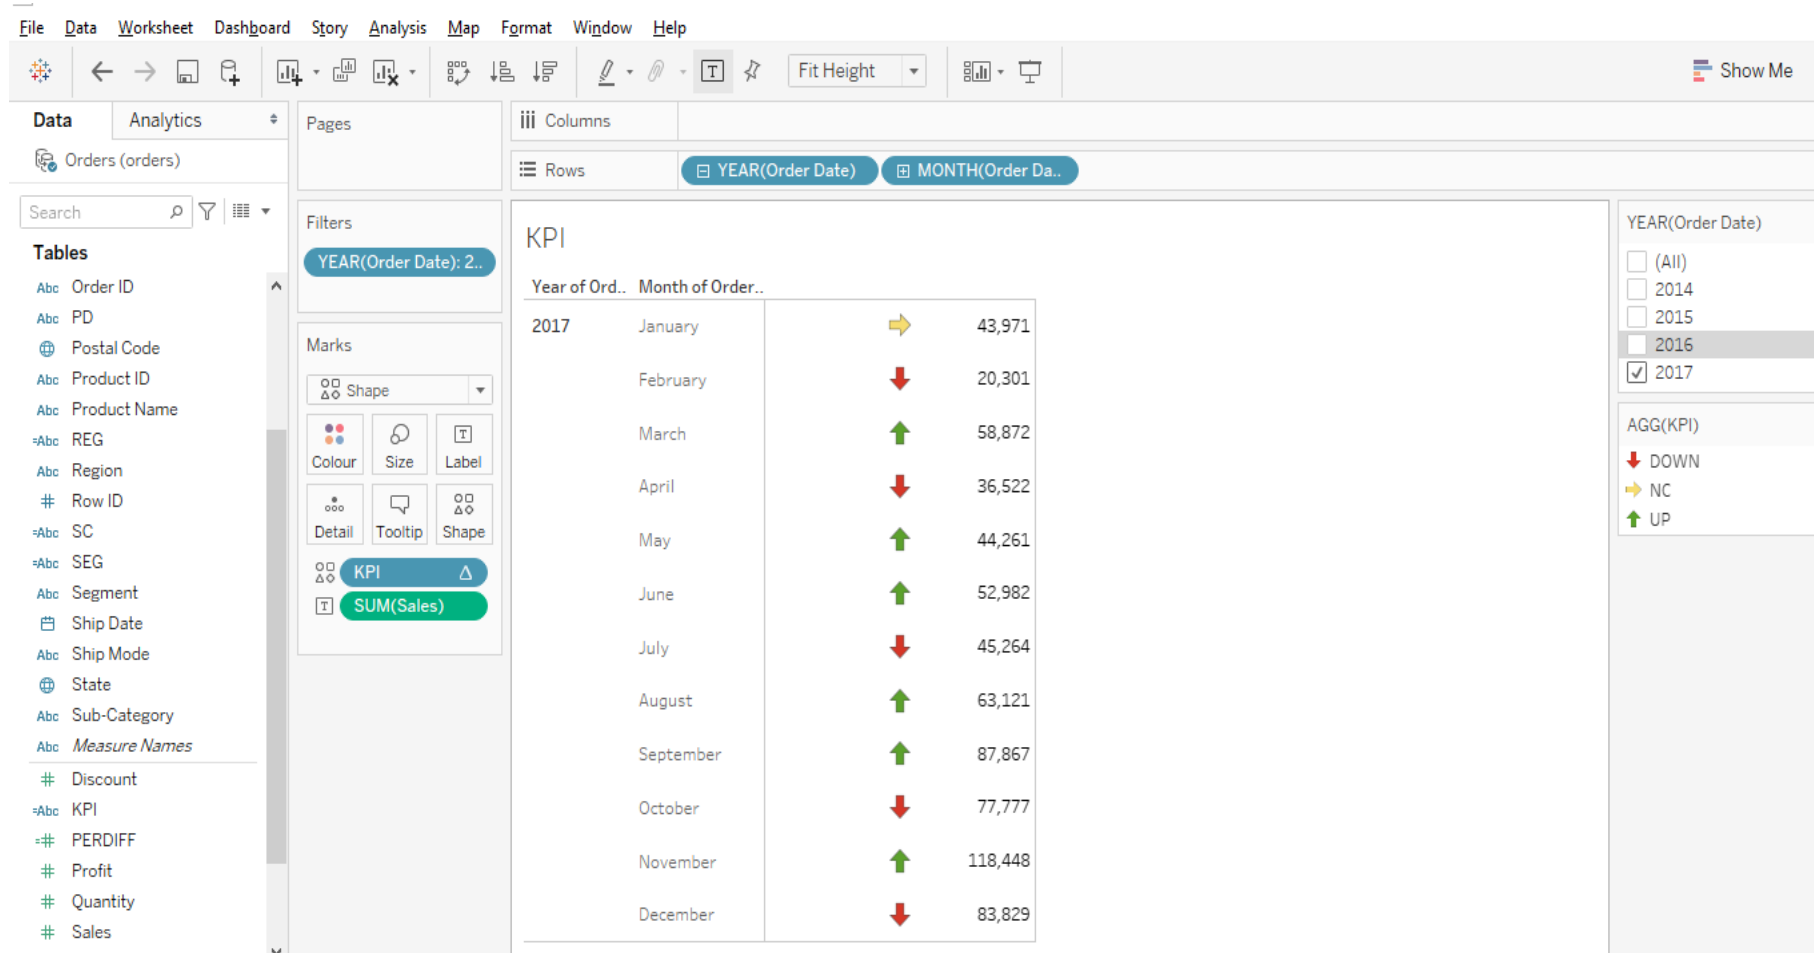 File Data Worksheet Dashboard Story Analysis Map Format Window Help
T Fit Height Show Me
Data Analytics
Orders (orders)
Search
Tables
Abc Order ID
Abc PD
Postal Code
Abc Product ID
Abc Product Name
=Abc REG
Abc Region
# Row ID
=Abc SC
=Abc SEG
Abc Segment
Ship Date
Abc Ship Mode
State
Abc Sub-Category
Abc Measure Names
# Discount
=Abc KPI
=# PERDIFF
# Profit
# Quantity
# Sales
Pages
Filters
YEAR(Order Date): 2..
Marks
Shape
Colour Size T Label
Detail Tooltip Shape
KPI Δ
T SUM(Sales)
iii Columns
Rows YEAR(Order Date) MONTH(Order Da..
KPI
Year of Ord.. Month of Order..
2017 January 43,971
February 20,301
March 58,872
April 36,522
May 44,261
June 52,982
July 45,264
August 63,121
September 87,867
October 77,777
November 118,448
December 83,829
YEAR(Order Date)
(All)
2014
2015
2016
2017
AGG(KPI)
DOWN
NC
UP